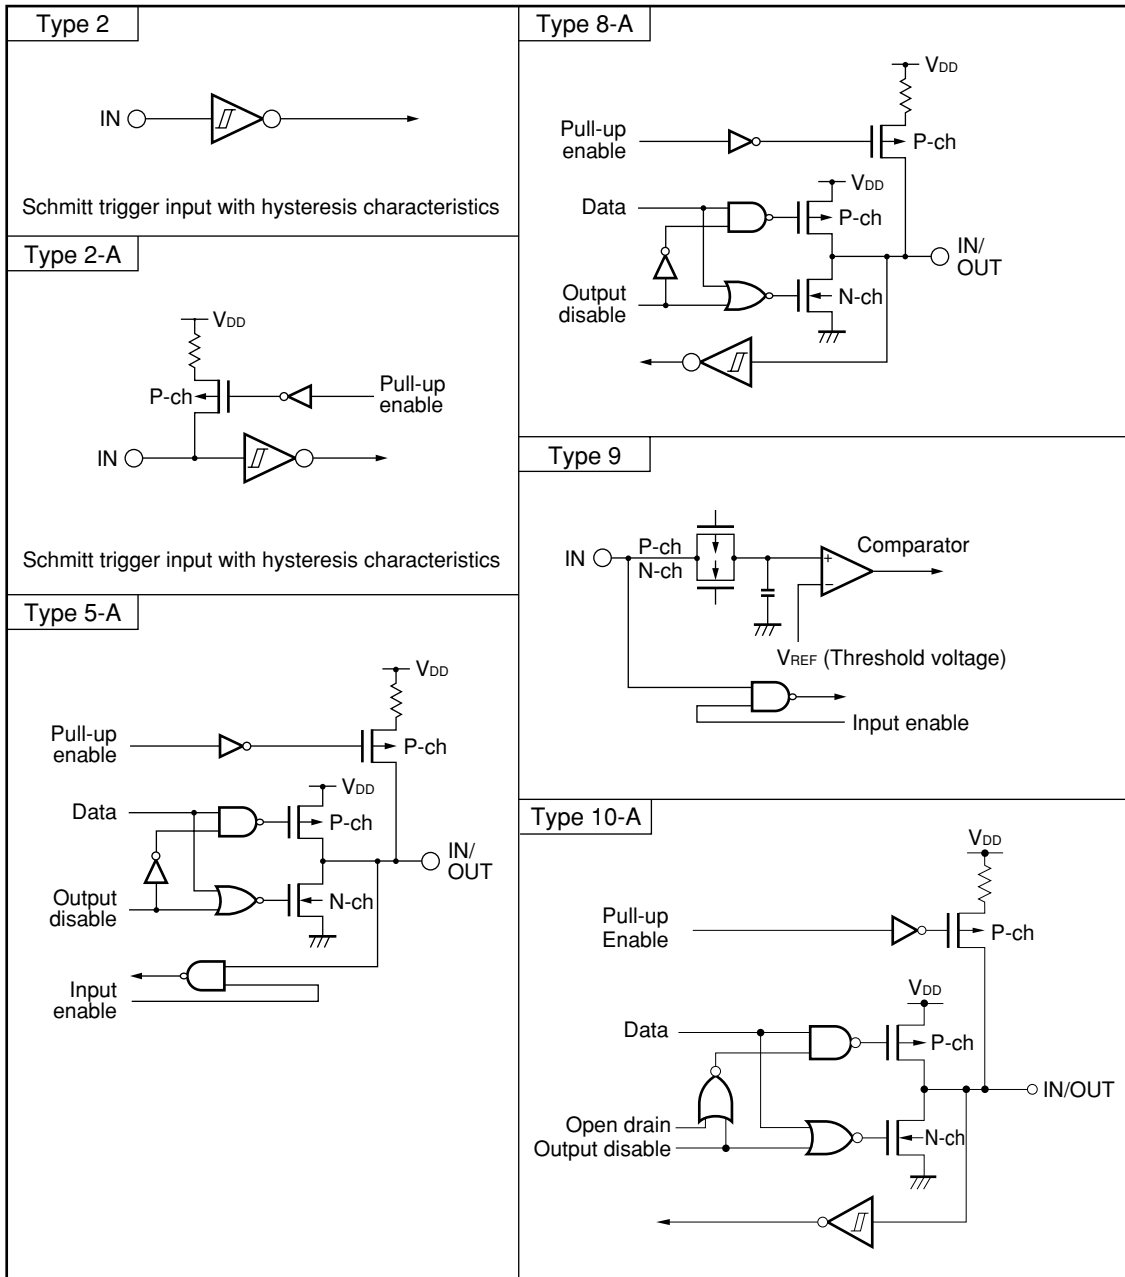 Type 2
IN
Schmitt trigger input with hysteresis characteristics
Type 2-A
VDD
P-ch
Pull-up
enable
IN
Schmitt trigger input with hysteresis characteristics
Type 5-A
VDD
Pull-up
enable
P-ch
VDD
Data
P-ch
IN/
OUT
Output
disable
N-ch
Input
enable
Type 8-A
VDD
Pull-up
enable
P-ch
VDD
Data
P-ch
IN/
OUT
Output
disable
N-ch
Type 9
IN
P-ch
N-ch
Comparator
+
−
VREF (Threshold voltage)
Input enable
Type 10-A
VDD
Pull-up
Enable
P-ch
VDD
Data
P-ch
IN/OUT
Open drain
Output disable
N-ch